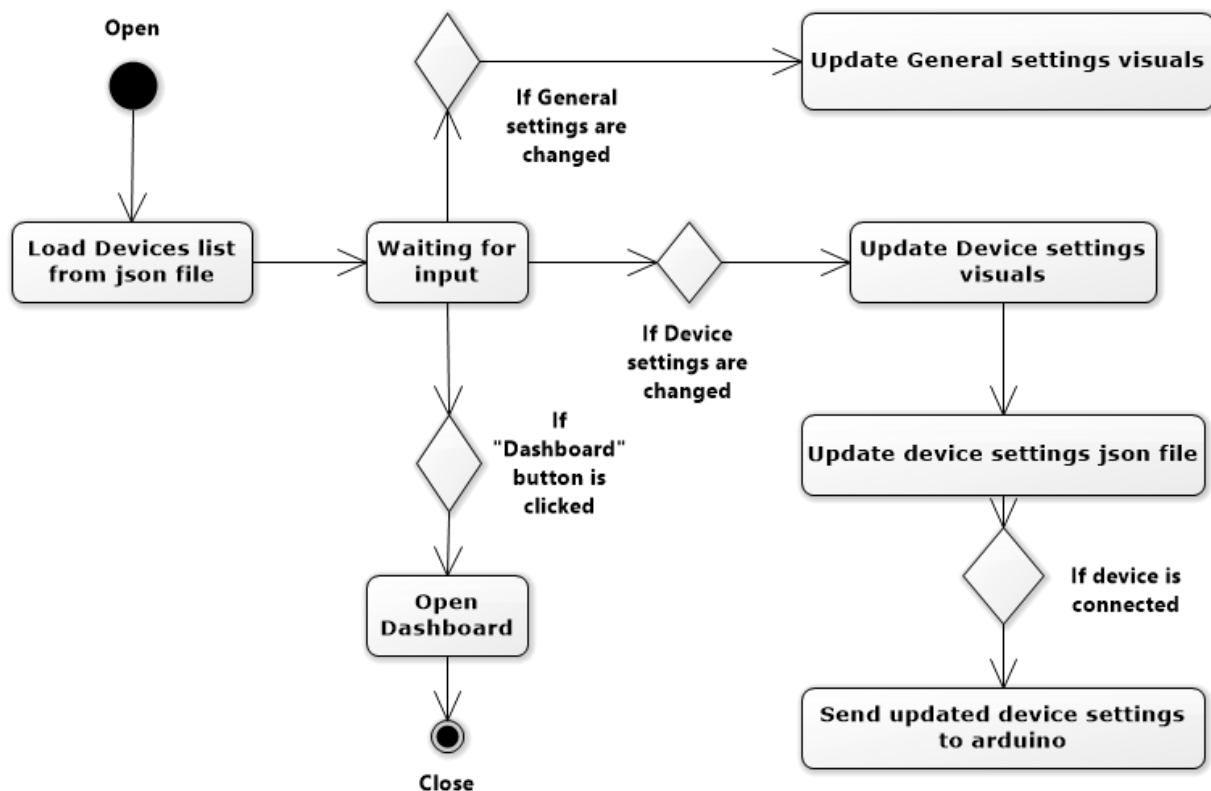 Open
Update General settings visuals
If General
settings are
changed
Load Devices list
from json file
Waiting for
input
Update Device settings
visuals
If Device
settings are
changed
If
"Dashboard"
button is
clicked
Update device settings json file
If device is
connected
Open
Dashboard
Send updated device settings
to arduino
Close